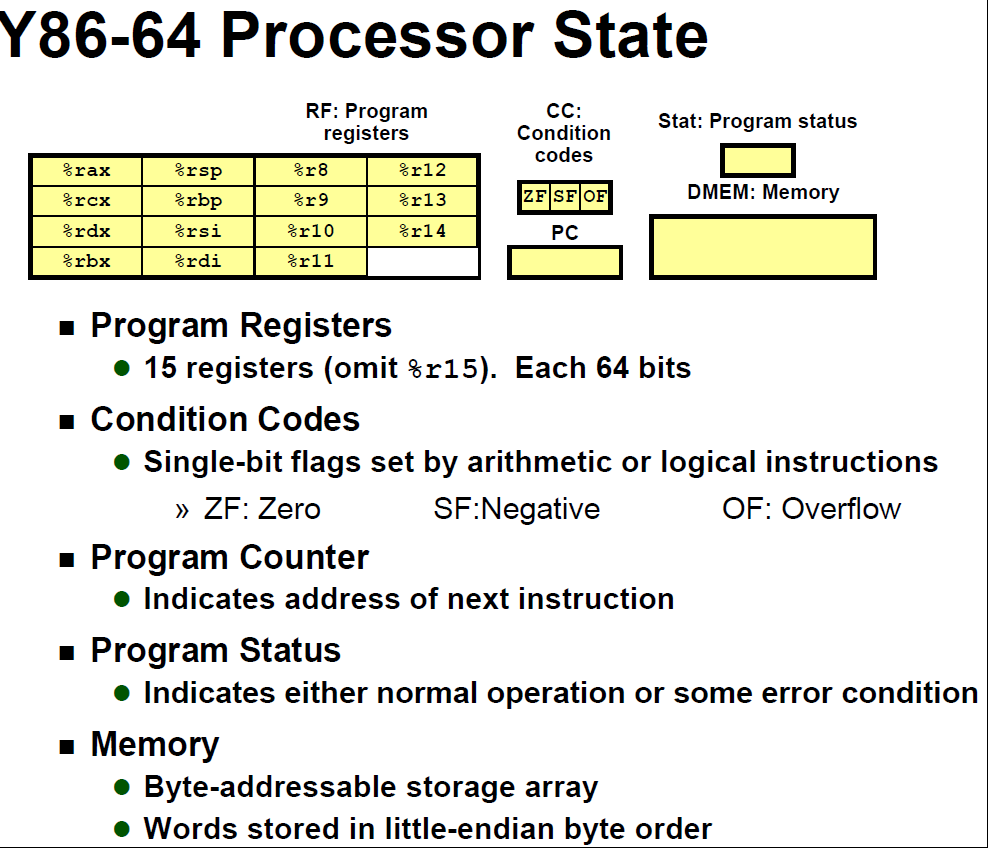 Y86-64 Processor State
RF: Program
registers
CC:
Condition
codes
Stat: Program status
%rax %rsp %r8 %r12
%rcx %rbp %r9 %r13
%rdx %rsi %r10 %r14
%rbx %rdi %r11
ZF SF OF
PC
DMEM: Memory
■ Program Registers
● 15 registers (omit %r15). Each 64 bits
■ Condition Codes
● Single-bit flags set by arithmetic or logical instructions
» ZF: Zero SF:Negative OF: Overflow
■ Program Counter
● Indicates address of next instruction
■ Program Status
● Indicates either normal operation or some error condition
■ Memory
● Byte-addressable storage array
● Words stored in little-endian byte order